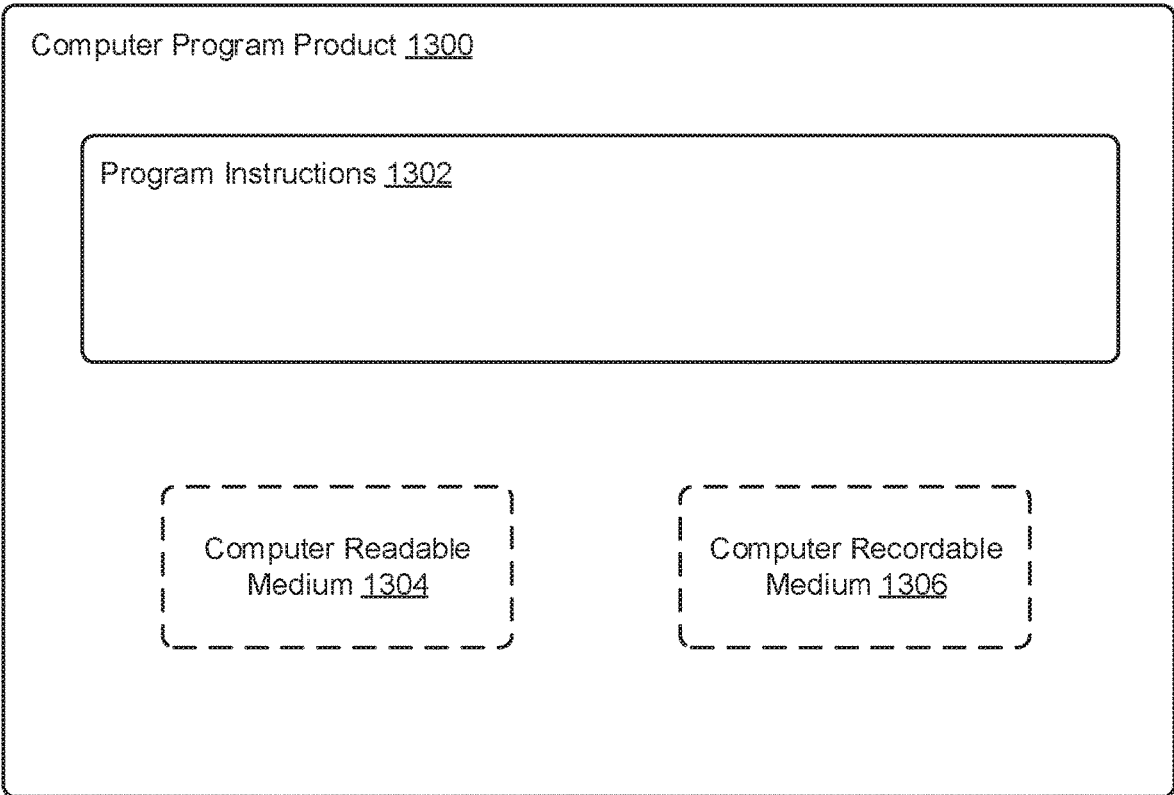 Computer Program Product 1300
Program Instructions 1302
Computer Readable
Medium 1304
Computer Recordable
Medium 1306